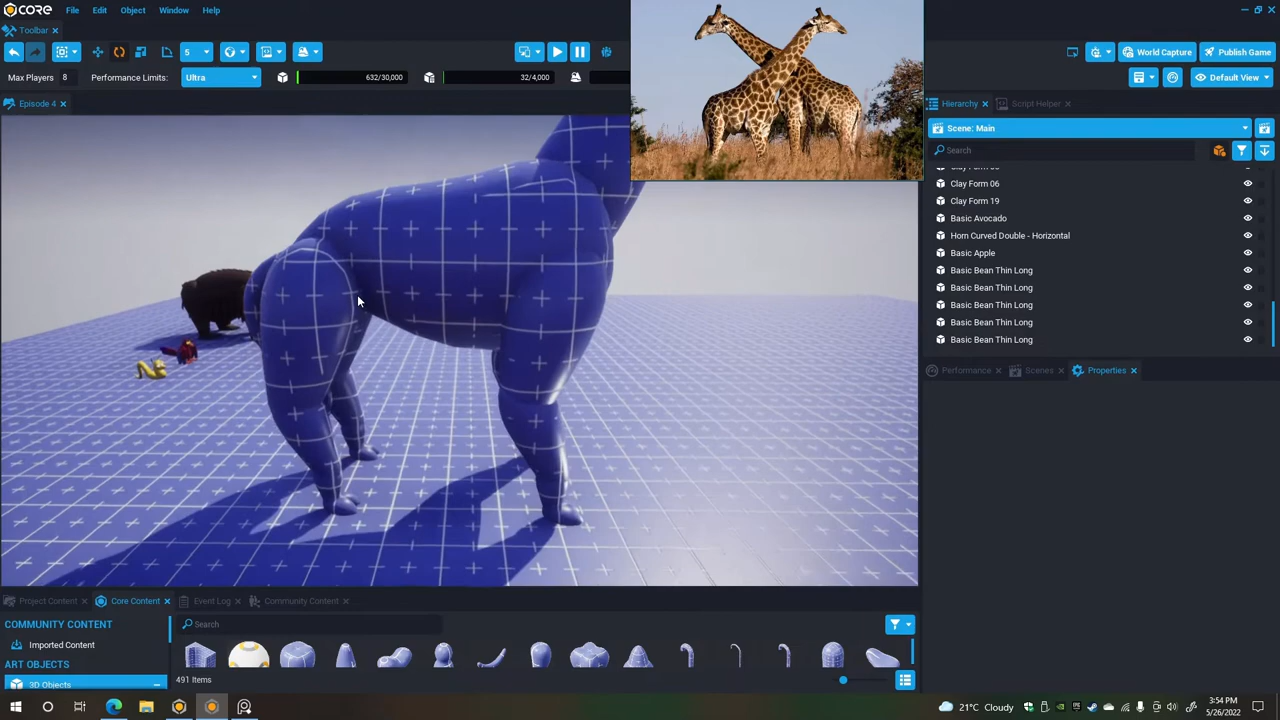 CORE File Edit Object Window Help
Toolbar
5 World Capture Publish Game
Max Players 8 Performance Limits: Ultra 632/30,000 32/4,000 Default View
Episode 4
Hierarchy Script Helper
Scene: Main
Search
Clay Form 06
Clay Form 19
Basic Avocado
Horn Curved Double - Horizontal
Basic Apple
Basic Bean Thin Long
Basic Bean Thin Long
Basic Bean Thin Long
Basic Bean Thin Long
Basic Bean Thin Long
Performance Scenes Properties
Project Content Core Content Event Log Community Content
COMMUNITY CONTENT
Search
Imported Content
ART OBJECTS
3D Objects
491 Items
21°C Cloudy
3:54 PM
5/26/2022